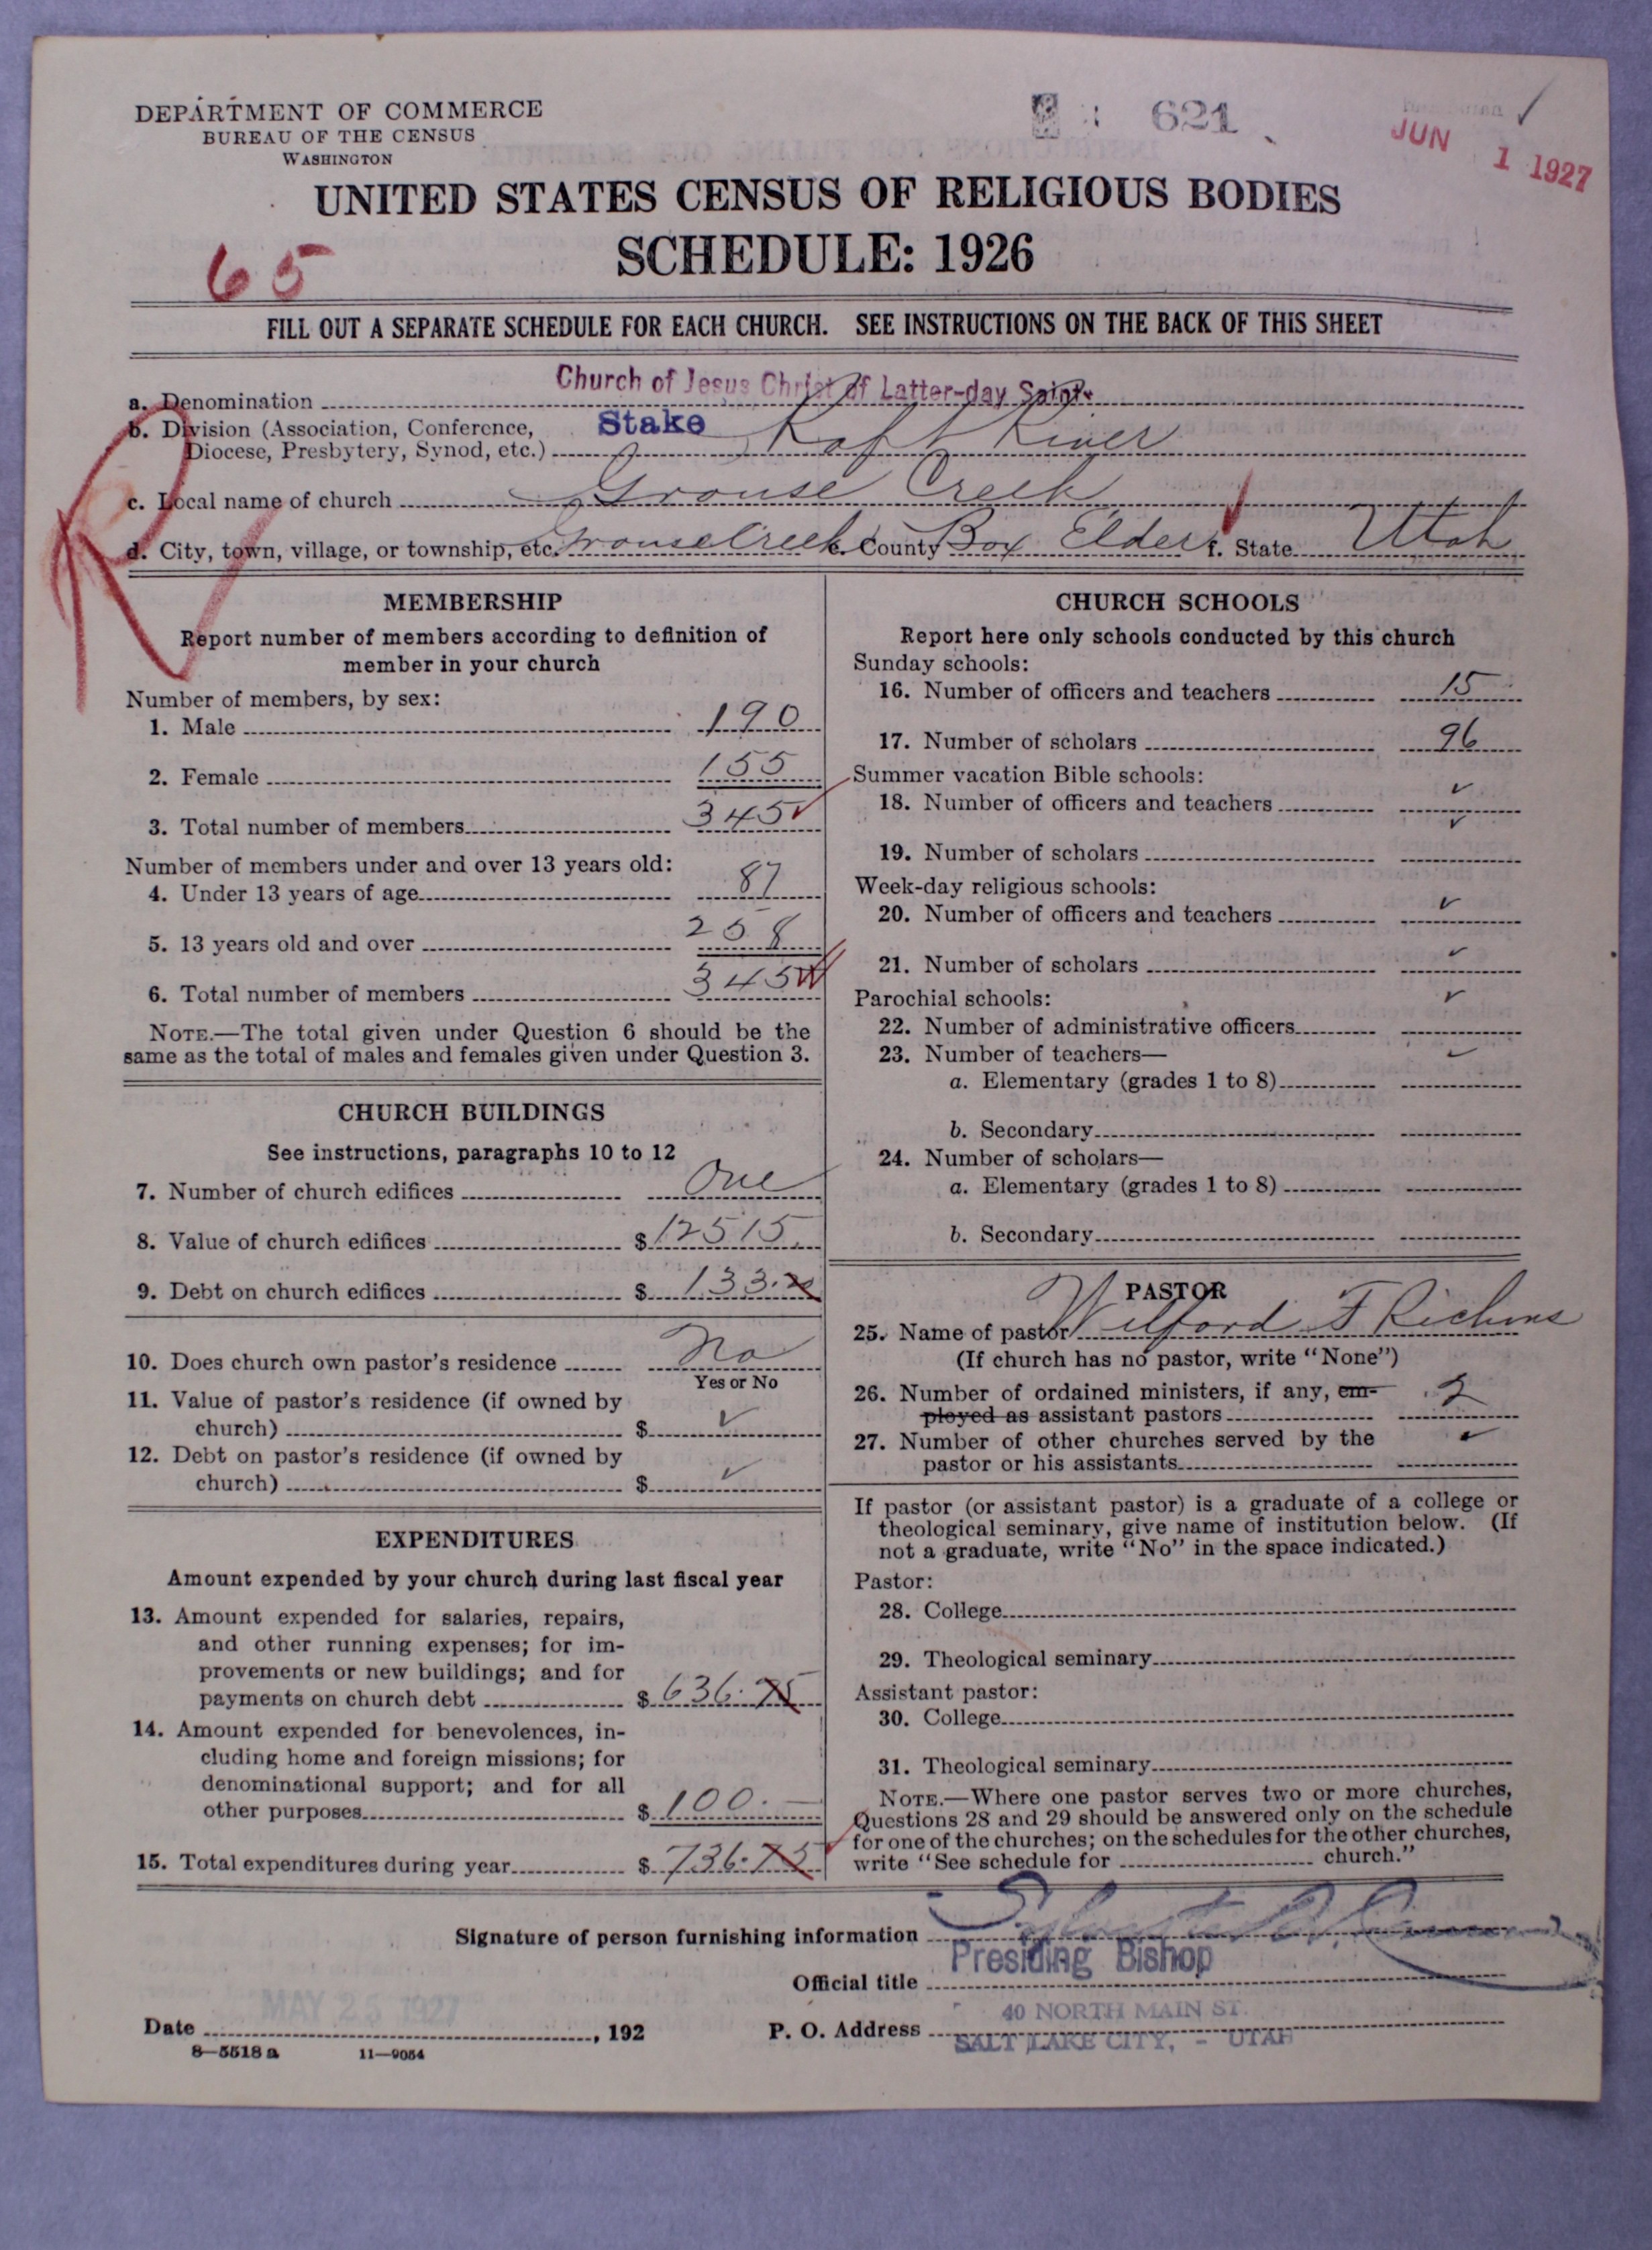 DEPARTMENT OF COMMERCE
BUREAU OF THE CENSUS
WASHINGTON
621
JUN 1 1927
UNITED STATES CENSUS OF RELIGIOUS BODIES
SCHEDULE: 1926
65
FILL OUT A SEPARATE SCHEDULE FOR EACH CHURCH. SEE INSTRUCTIONS ON THE BACK OF THIS SHEET
a. Denomination Church of Jesus Christ of Latter-day Saints
b. Division (Association, Conference, Diocese, Presbytery, Synod, etc.) Stake Raft River
c. Local name of church Grouse Creek
d. City, town, village, or township, etc. Grouse Creek e. County Box Elder f. State Utah
R
MEMBERSHIP
Report number of members according to definition of
member in your church
Number of members, by sex:
1. Male 190
2. Female 155
3. Total number of members 345
Number of members under and over 13 years old:
4. Under 13 years of age 87
5. 13 years old and over 258
6. Total number of members 345
NOTE.—The total given under Question 6 should be the
same as the total of males and females given under Question 3.
CHURCH BUILDINGS
See instructions, paragraphs 10 to 12
7. Number of church edifices One
8. Value of church edifices $12515
9. Debt on church edifices $133.
10. Does church own pastor's residence No
Yes or No
11. Value of pastor's residence (if owned by
church) $ ✓
12. Debt on pastor's residence (if owned by
church) $ ✓
EXPENDITURES
Amount expended by your church during last fiscal year
13. Amount expended for salaries, repairs,
and other running expenses; for im-
provements or new buildings; and for
payments on church debt $636.75
14. Amount expended for benevolences, in-
cluding home and foreign missions; for
denominational support; and for all
other purposes $100.—
15. Total expenditures during year $736.75
CHURCH SCHOOLS
Report here only schools conducted by this church
Sunday schools:
16. Number of officers and teachers 15
17. Number of scholars 96
Summer vacation Bible schools:
18. Number of officers and teachers ✓
19. Number of scholars ✓
Week-day religious schools:
20. Number of officers and teachers ✓
21. Number of scholars ✓
Parochial schools:
22. Number of administrative officers ✓
23. Number of teachers—
a. Elementary (grades 1 to 8) ✓
b. Secondary
24. Number of scholars—
a. Elementary (grades 1 to 8)
b. Secondary
PASTOR
25. Name of pastor Wilford F Richins
(If church has no pastor, write "None")
26. Number of ordained ministers, if any, em-
ployed as assistant pastors 2
27. Number of other churches served by the
pastor or his assistants ✓
If pastor (or assistant pastor) is a graduate of a college or
theological seminary, give name of institution below. (If
not a graduate, write "No" in the space indicated.)
Pastor:
28. College
29. Theological seminary
Assistant pastor:
30. College
31. Theological seminary
NOTE.—Where one pastor serves two or more churches,
Questions 28 and 29 should be answered only on the schedule
for one of the churches; on the schedules for the other churches,
write "See schedule for church."
Signature of person furnishing information Sylvester Q. Cannon
Official title Presiding Bishop
Date MAY 25 1927, 192
P. O. Address 40 NORTH MAIN ST.
SALT LAKE CITY, - UTAH
8—5518 a 11—9054